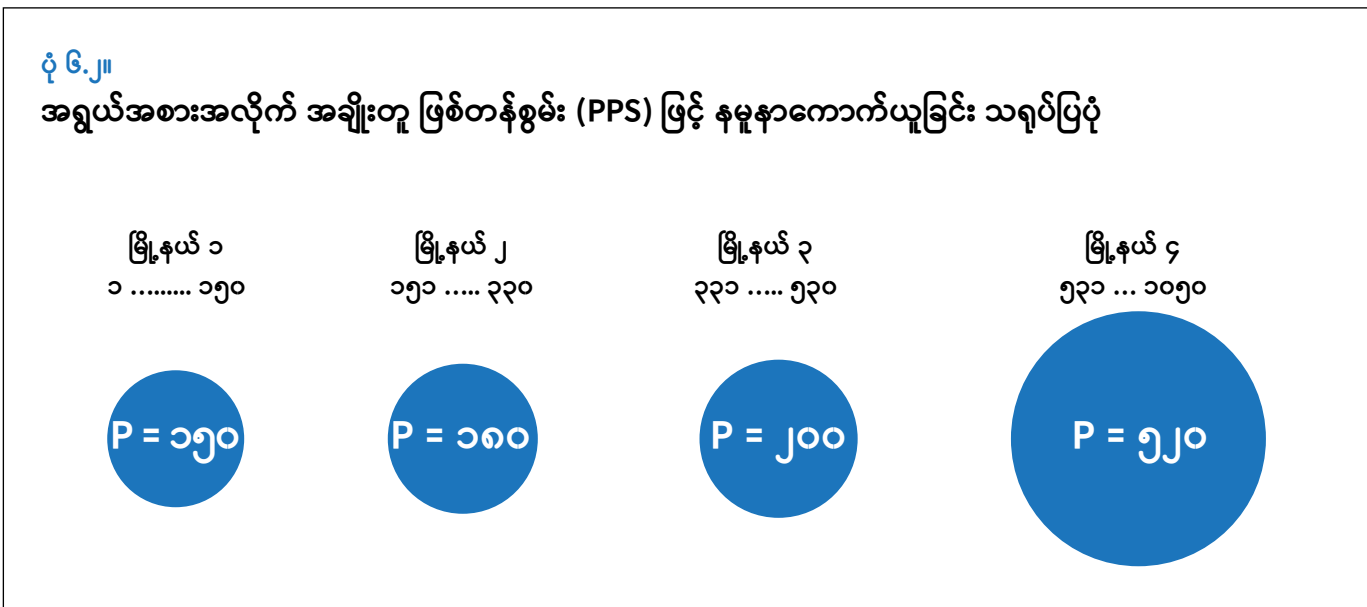 ပုံ ၆.၂။
အရွယ်အစားအလိုက် အချိုးတူ ဖြစ်တန်စွမ်း (PPS) ဖြင့် နမူနာကောက်ယူခြင်း သရုပ်ပြပုံ
မြို့နယ် ၁ မြို့နယ် ၂ မြို့နယ် ၃ မြို့နယ် ၄
၁ ......... ၁၅၀ ၁၅၁ ..... ၃၃၀ ၃၃၁ ..... ၅၃၀ ၅၃၁ ... ၁၀၅၀
P = ၁၅၀ P = ၁၈၀ P = ၂၀၀ P = ၅၂၀